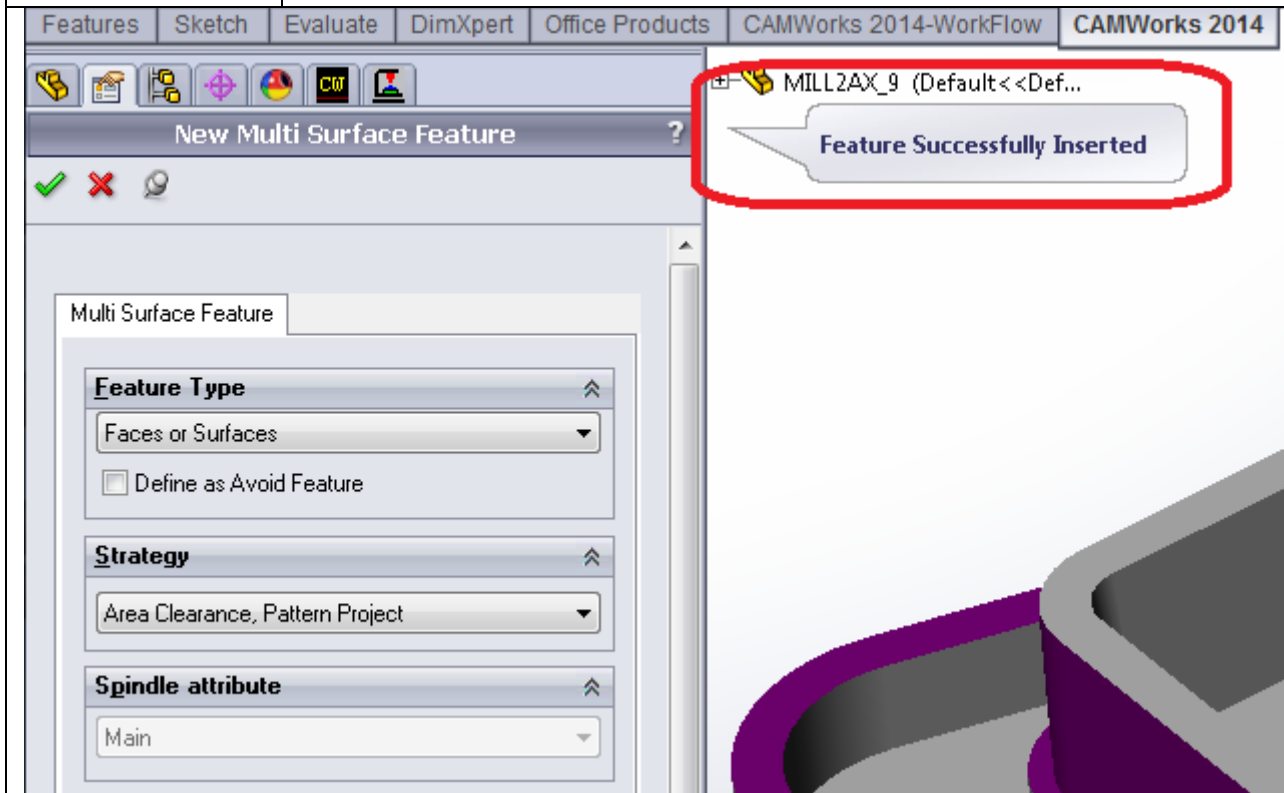 Features Sketch Evaluate DimXpert Office Products CAMWorks 2014-WorkFlow CAMWorks 2014
MILL2AX_9 (Default<<Def...
CW
New Multi Surface Feature ?
Feature Successfully Inserted
Multi Surface Feature
Feature Type
Faces or Surfaces
Define as Avoid Feature
Strategy
Area Clearance, Pattern Project
Spindle attribute
Main